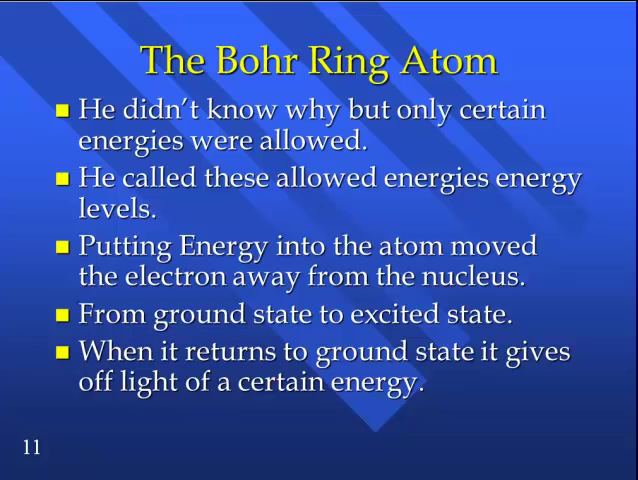 The Bohr Ring Atom
He didn't know why but only certain
energies were allowed.
He called these allowed energies energy
levels.
Putting Energy into the atom moved
the electron away from the nucleus.
From ground state to excited state.
When it returns to ground state it gives
off light of a certain energy.
11